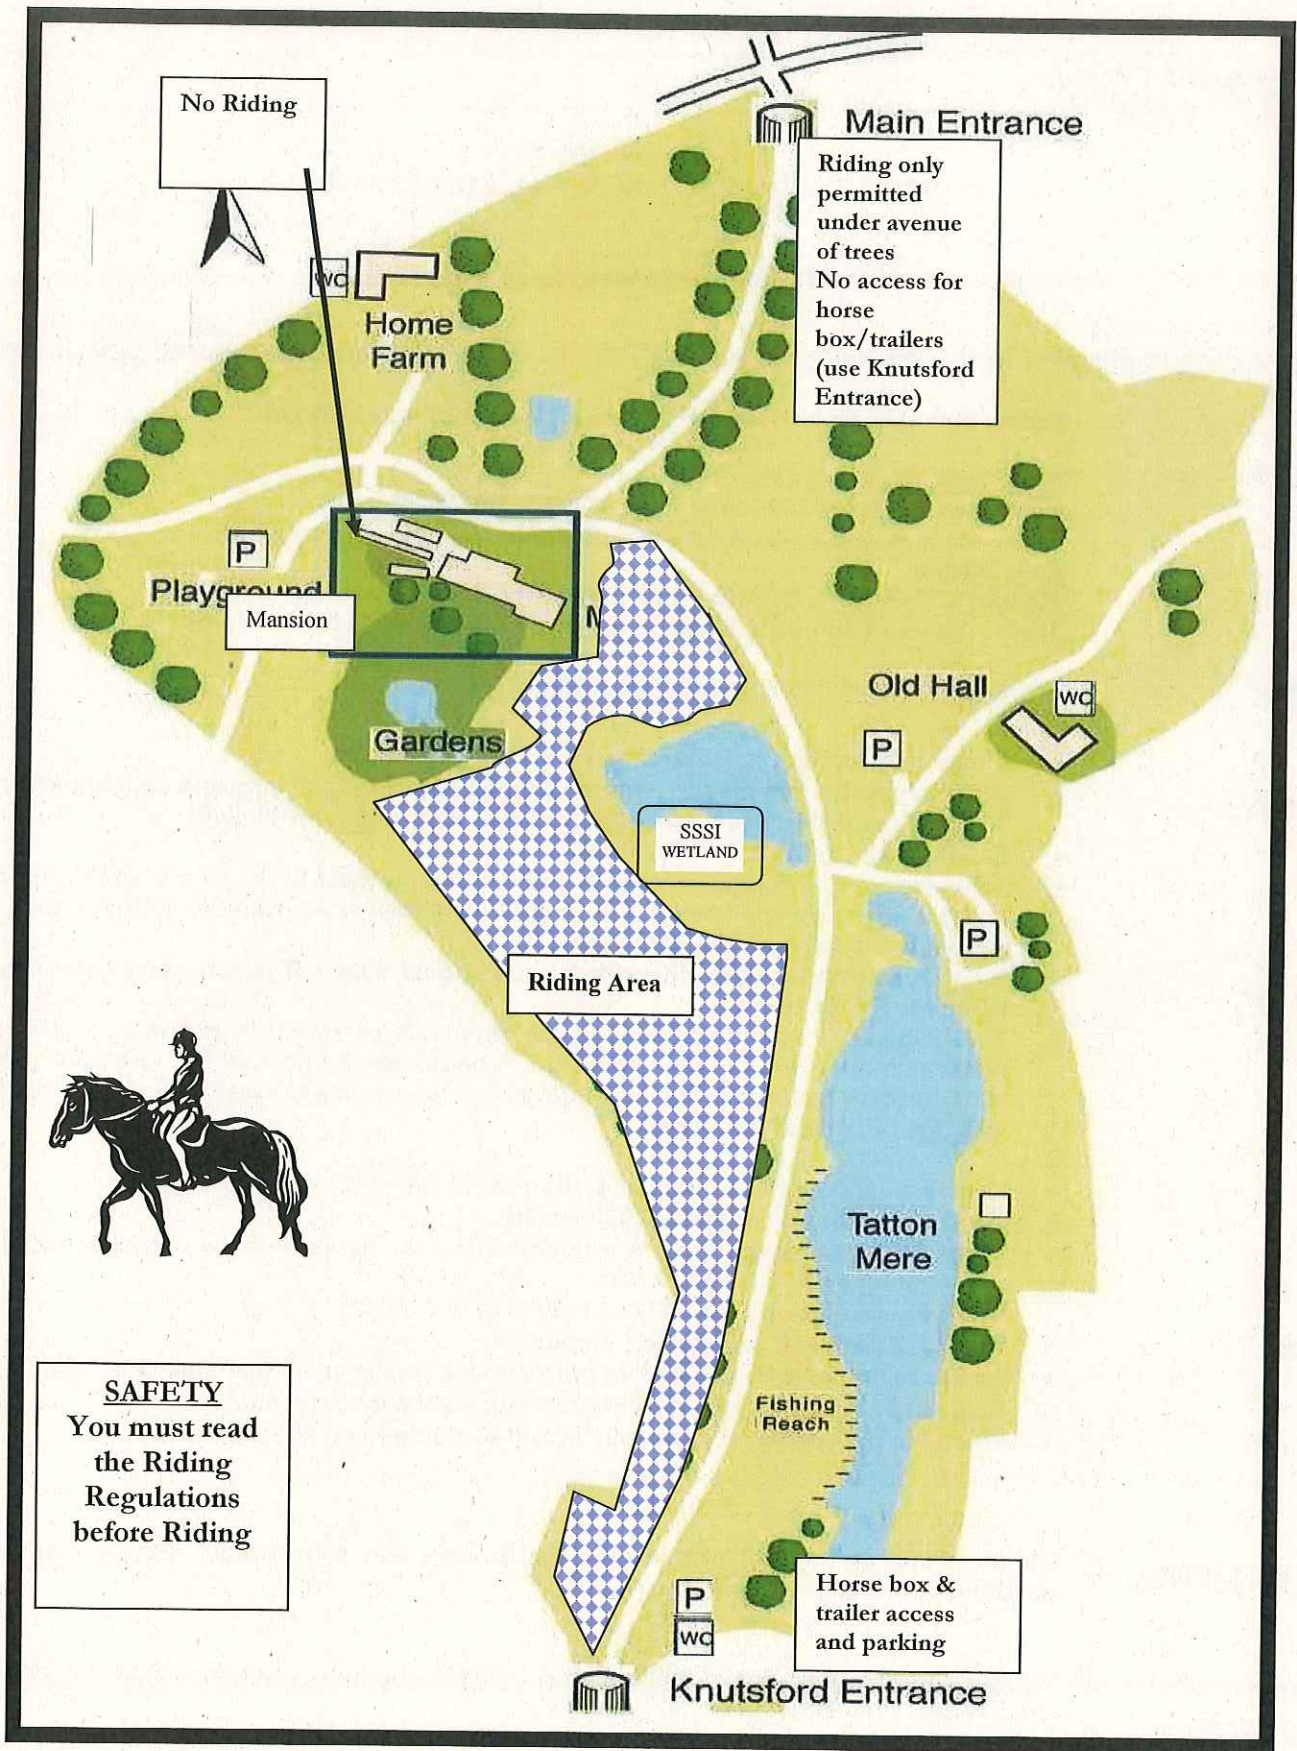 No Riding
Main Entrance
Riding only
permitted
under avenue
of trees
No access for
horse
box/trailers
(use Knutsford
Entrance)
WC
Home
Farm
P
Playground
Mansion
M
Old Hall
WC
P
Gardens
SSSI
WETLAND
P
Riding Area
Tatton
Mere
SAFETY
You must read
the Riding
Regulations
before Riding
Fishing
Reach
Horse box &
trailer access
and parking
P
WC
Knutsford Entrance